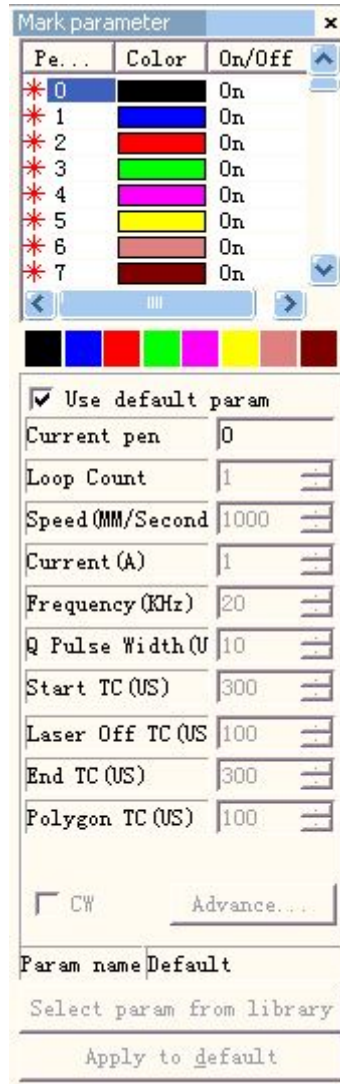 Mark parameter
Pe... Color On/Off
0 On
1 On
2 On
3 On
4 On
5 On
6 On
7 On
Use default param
Current pen 0
Loop Count 1
Speed(MM/Second 1000
Current(A) 1
Frequency(KHz) 20
Q Pulse Width(U 10
Start TC(US) 300
Laser Off TC(US 100
End TC(US) 300
Polygon TC(US) 100
CW Advance....
Param name Default
Select param from library
Apply to default